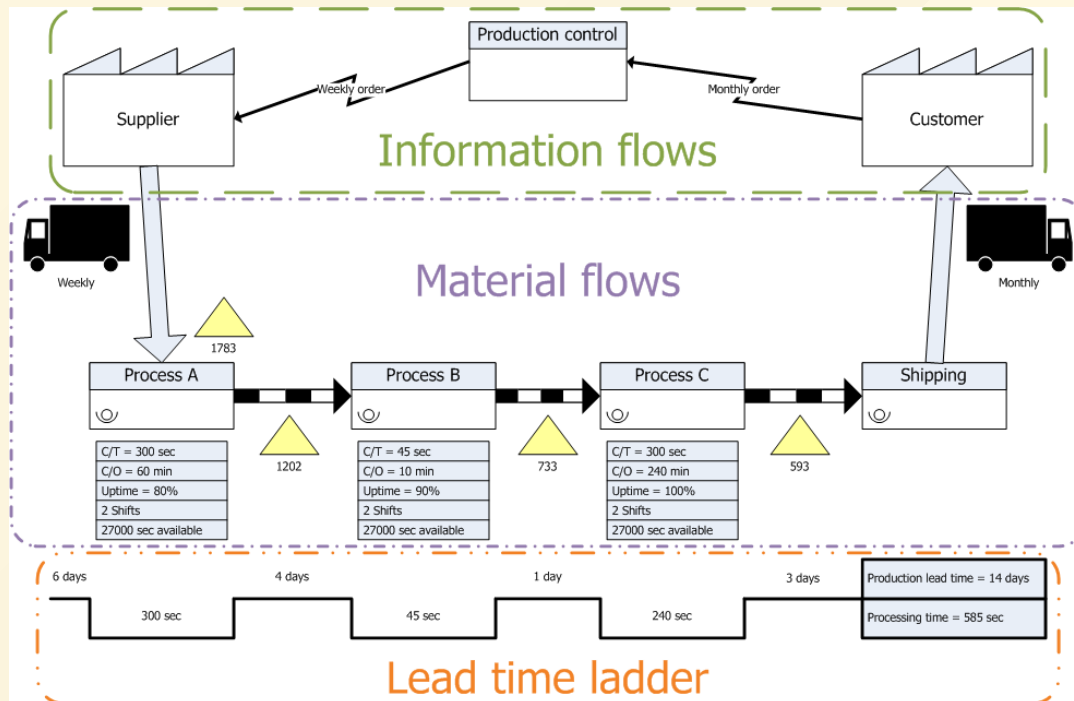 Production control
Supplier
Weekly order
Monthly order
Customer
Information flows
Weekly
Material flows
Monthly
1783
Process A
Process B
Process C
Shipping
1202
733
593
C/T = 300 sec
C/O = 60 min
Uptime = 80%
2 Shifts
27000 sec available
C/T = 45 sec
C/O = 10 min
Uptime = 90%
2 Shifts
27000 sec available
C/T = 300 sec
C/O = 240 min
Uptime = 100%
2 Shifts
27000 sec available
6 days
4 days
1 day
3 days
Production lead time = 14 days
300 sec
45 sec
240 sec
Processing time = 585 sec
Lead time ladder